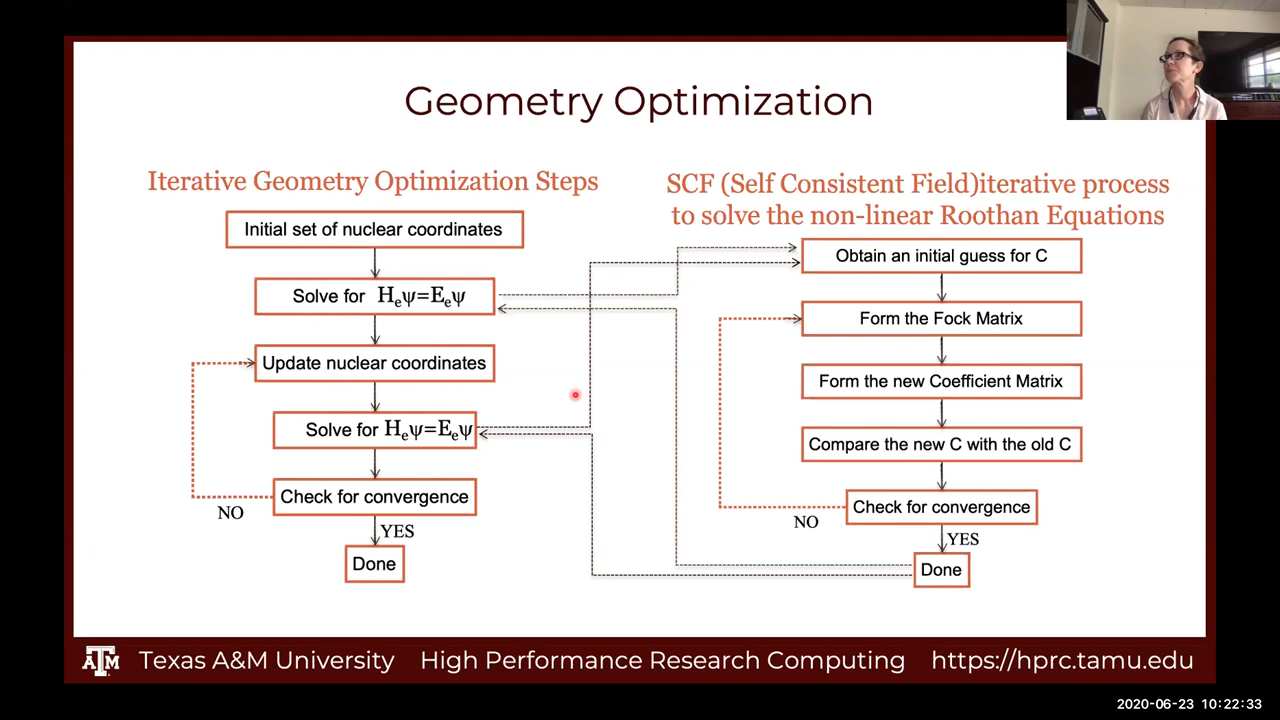 Geometry Optimization
Iterative Geometry Optimization Steps
Initial set of nuclear coordinates
Solve for Heψ=Eeψ
Update nuclear coordinates
Solve for Heψ=Eeψ
Check for convergence
NO
YES
Done
SCF (Self Consistent Field)iterative process
to solve the non-linear Roothan Equations
Obtain an initial guess for C
Form the Fock Matrix
Form the new Coefficient Matrix
Compare the new C with the old C
Check for convergence
NO
YES
Done
ATM Texas A&M University High Performance Research Computing https://hprc.tamu.edu
2020-06-23 10:22:33